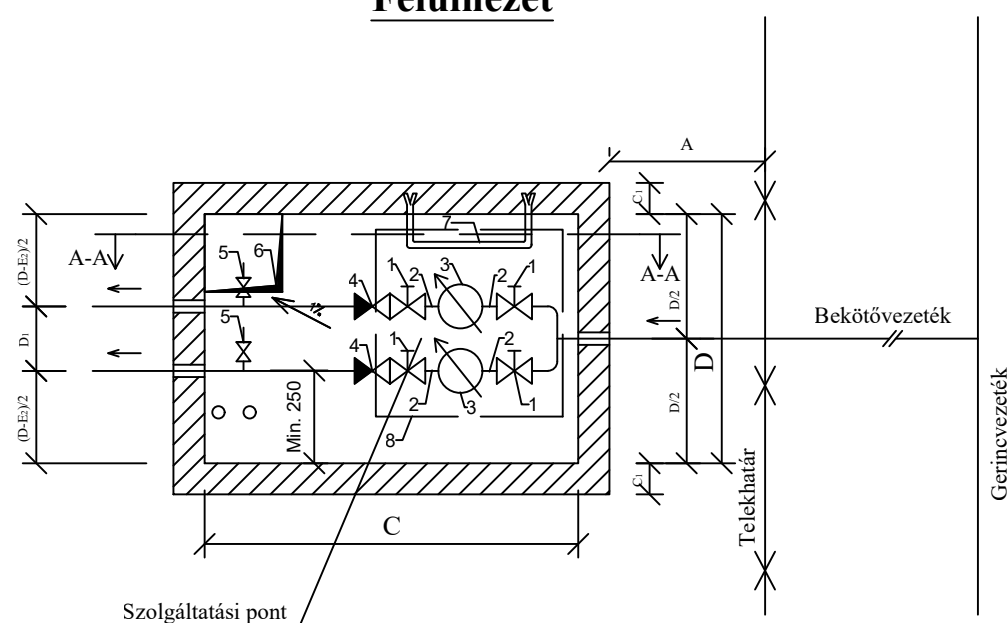 Felülnézet
A
C1
(D-E2)/2
7
A-A
5
6
4
1
2
3
2
1
A-A
D/2
1%
Bekötővezeték
D1
5
4
1
2
3
2
1
D
D/2
(D-E2)/2
Min. 250
8
C1
Telekhatár
Gerincvezeték
C
Szolgáltatási pont